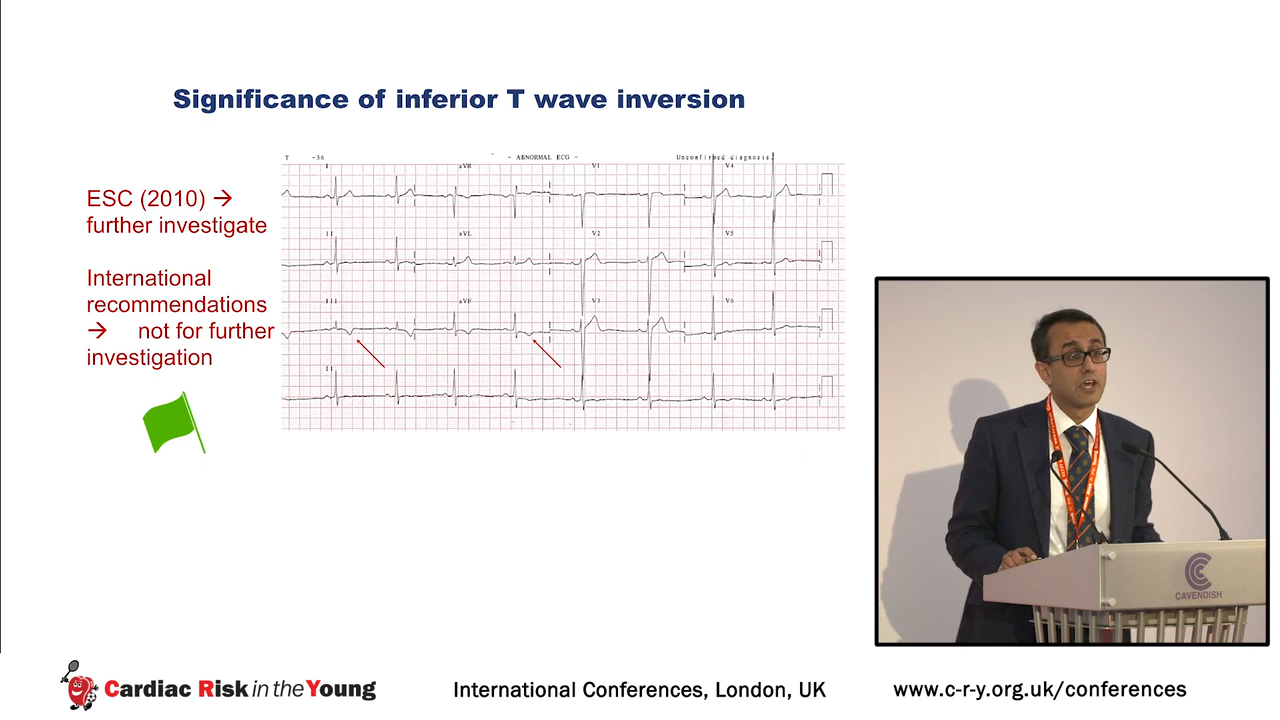 Significance of inferior T wave inversion
T -36 - ABNORMAL ECG - Unconfirmed diagnosis.
I aVR V1 V4
II aVL V2 V5
III aVF V3 V6
II
ESC (2010) →
further investigate
International
recommendations
→ not for further
investigation
CAVENDISH
Cardiac Risk in the Young
International Conferences, London, UK
www.c-r-y.org.uk/conferences